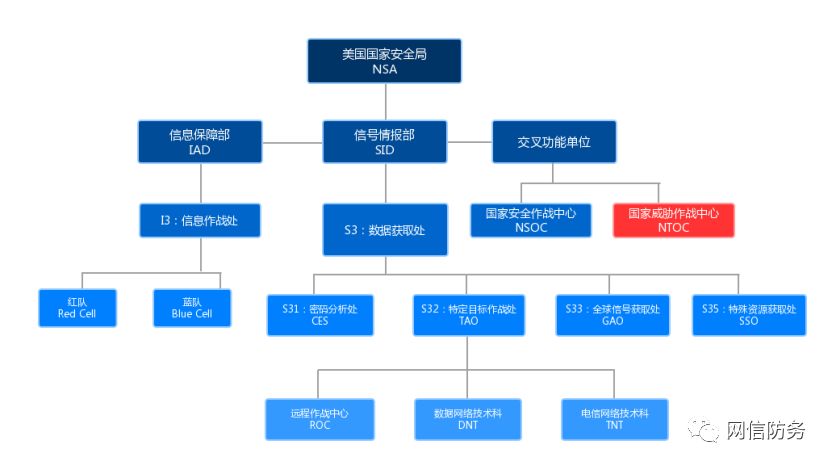 美国国家安全局
NSA
信息保障部
IAD
信号情报部
SID
交叉功能单位
I3：信息作战处
S3：数据获取处
国家安全作战中心
NSOC
国家威胁作战中心
NTOC
红队
Red Cell
蓝队
Blue Cell
S31：密码分析处
CES
S32：特定目标作战处
TAO
S33：全球信号获取处
GAO
S35：特殊资源获取处
SSO
远程作战中心
ROC
数据网络技术科
DNT
电信网络技术科
TNT
网信防务